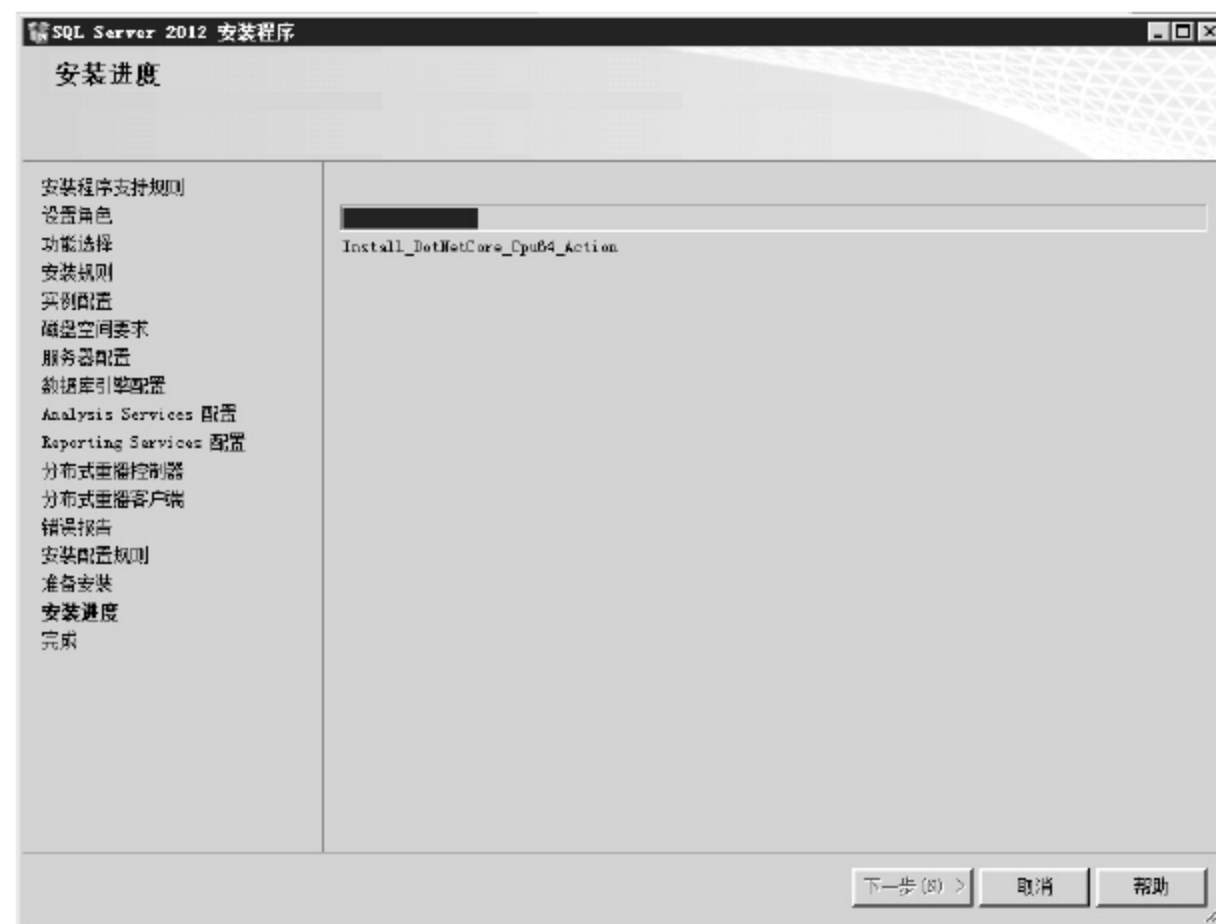 SQL Server 2012 安装程序
安装进度
安装程序支持规则
设置角色
功能选择
安装规则
实例配置
磁盘空间要求
服务器配置
数据库引擎配置
Analysis Services 配置
Reporting Services 配置
分布式重播控制器
分布式重播客户端
错误报告
安装配置规则
准备安装
安装进度
完成
Install_DotNetCore_Cpu64_Action
下一步(N) >
取消
帮助